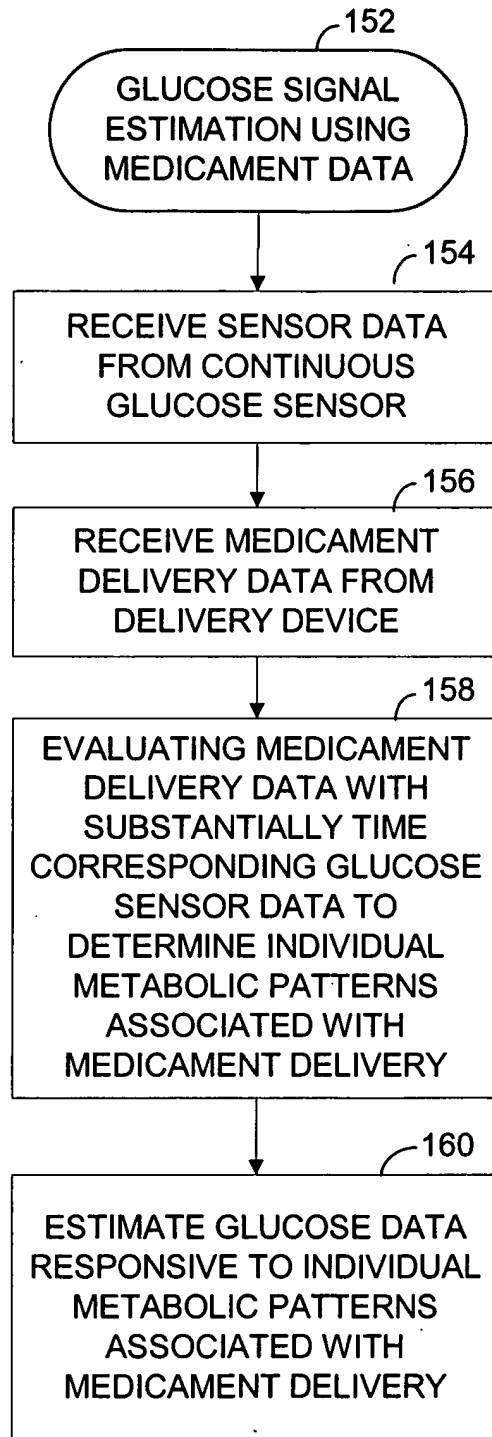 152
GLUCOSE SIGNAL
ESTIMATION USING
MEDICAMENT DATA
154
RECEIVE SENSOR DATA
FROM CONTINUOUS
GLUCOSE SENSOR
156
RECEIVE MEDICAMENT
DELIVERY DATA FROM
DELIVERY DEVICE
158
EVALUATING MEDICAMENT
DELIVERY DATA WITH
SUBSTANTIALLY TIME
CORRESPONDING GLUCOSE
SENSOR DATA TO
DETERMINE INDIVIDUAL
METABOLIC PATTERNS
ASSOCIATED WITH
MEDICAMENT DELIVERY
160
ESTIMATE GLUCOSE DATA
RESPONSIVE TO INDIVIDUAL
METABOLIC PATTERNS
ASSOCIATED WITH
MEDICAMENT DELIVERY